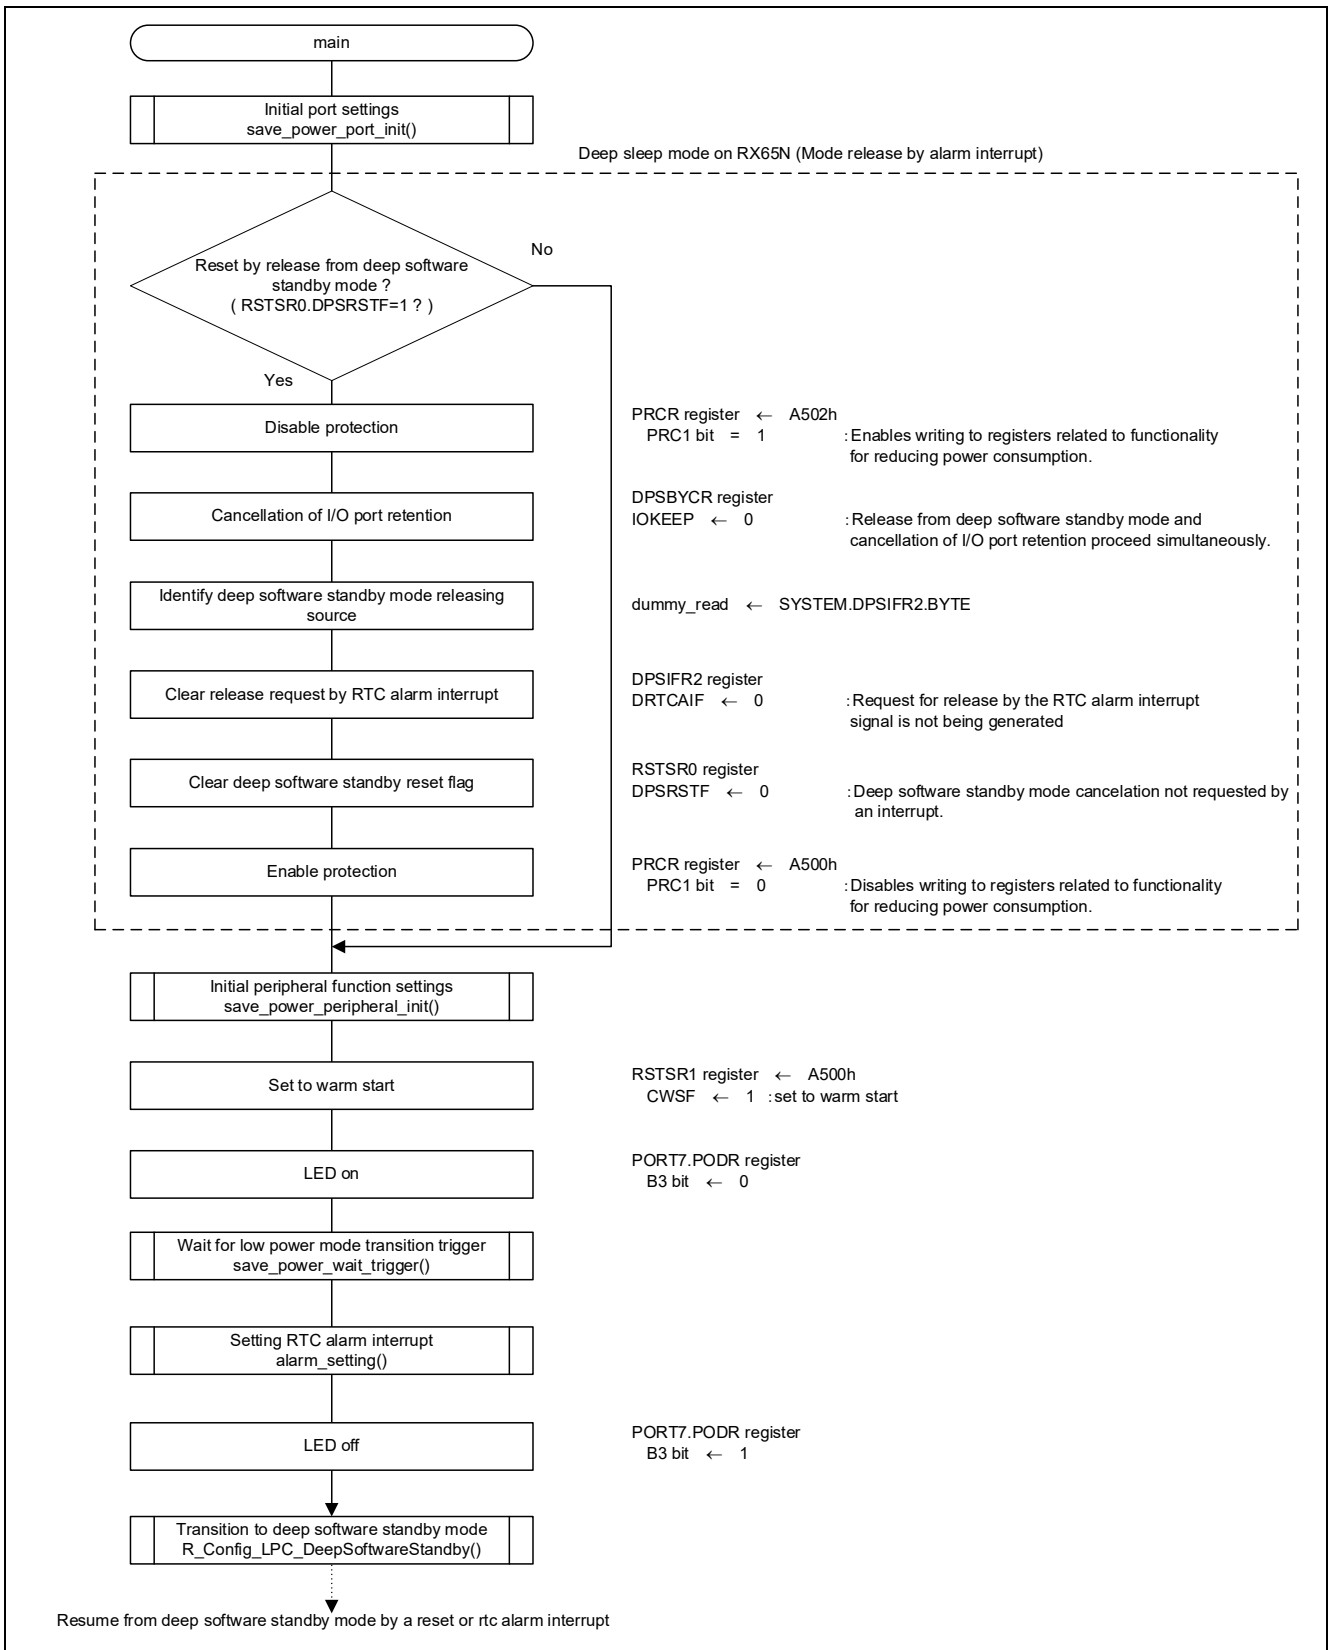 main
Initial port settings
save_power_port_init()
Deep sleep mode on RX65N (Mode release by alarm interrupt)
No
Reset by release from deep software
standby mode ?
( RSTSR0.DPSRSTF=1 ? )
Yes
Disable protection
PRCR register ← A502h
PRC1 bit = 1 :Enables writing to registers related to functionality
for reducing power consumption.
Cancellation of I/O port retention
DPSBYCR register
IOKEEP ← 0 :Release from deep software standby mode and
cancellation of I/O port retention proceed simultaneously.
Identify deep software standby mode releasing
source
dummy_read ← SYSTEM.DPSIFR2.BYTE
Clear release request by RTC alarm interrupt
DPSIFR2 register
DRTCAIF ← 0 :Request for release by the RTC alarm interrupt
signal is not being generated
Clear deep software standby reset flag
RSTSR0 register
DPSRSTF ← 0 :Deep software standby mode cancelation not requested by
an interrupt.
Enable protection
PRCR register ← A500h
PRC1 bit = 0 :Disables writing to registers related to functionality
for reducing power consumption.
Initial peripheral function settings
save_power_peripheral_init()
Set to warm start
RSTSR1 register ← A500h
CWSF ← 1 :set to warm start
LED on
PORT7.PODR register
B3 bit ← 0
Wait for low power mode transition trigger
save_power_wait_trigger()
Setting RTC alarm interrupt
alarm_setting()
LED off
PORT7.PODR register
B3 bit ← 1
Transition to deep software standby mode
R_Config_LPC_DeepSoftwareStandby()
Resume from deep software standby mode by a reset or rtc alarm interrupt